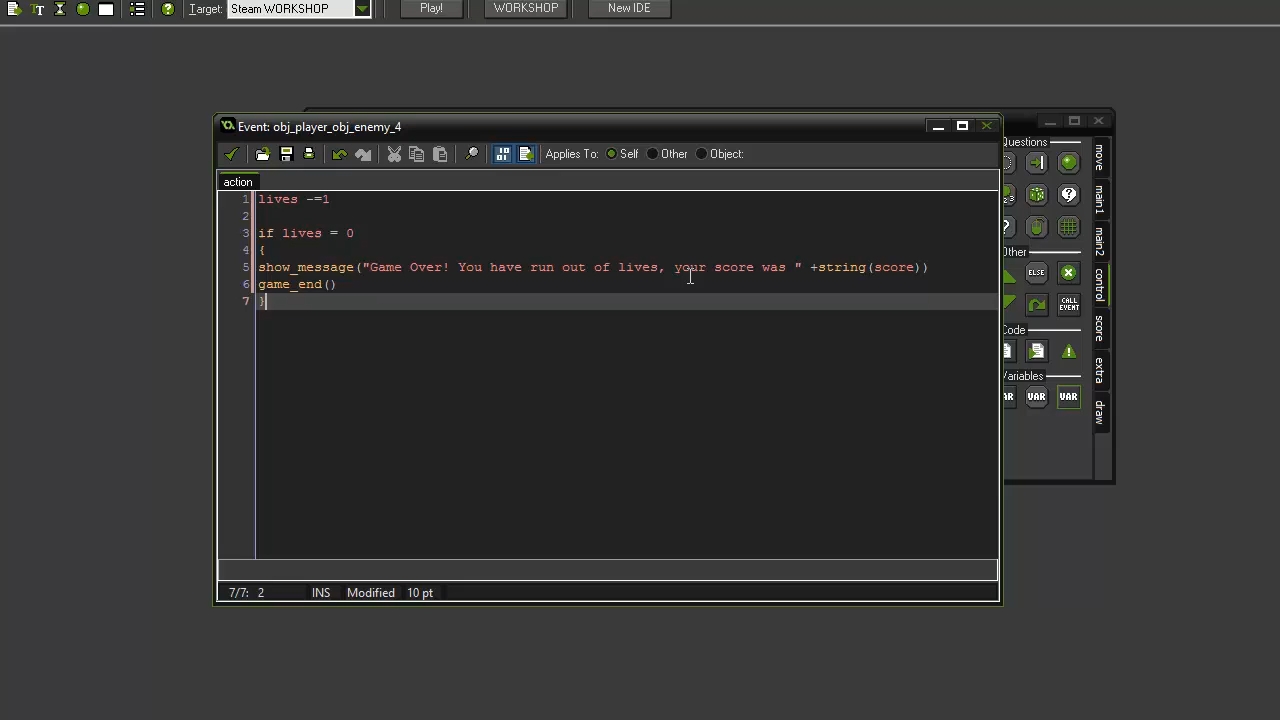 Target: Steam WORKSHOP Play! WORKSHOP New IDE
Event: obj_player_obj_enemy_4
Applies To: Self Other Object:
action
1 lives -=1
2
3 if lives = 0
4 {
5 show_message("Game Over! You have run out of lives, your score was " +string(score))
6 game_end()
7 }
7/7: 2 INS Modified 10 pt
Questions
Other
ELSE
CALL EVENT
Code
Variables
VAR VAR
move
main1
main2
control
score
extra
draw